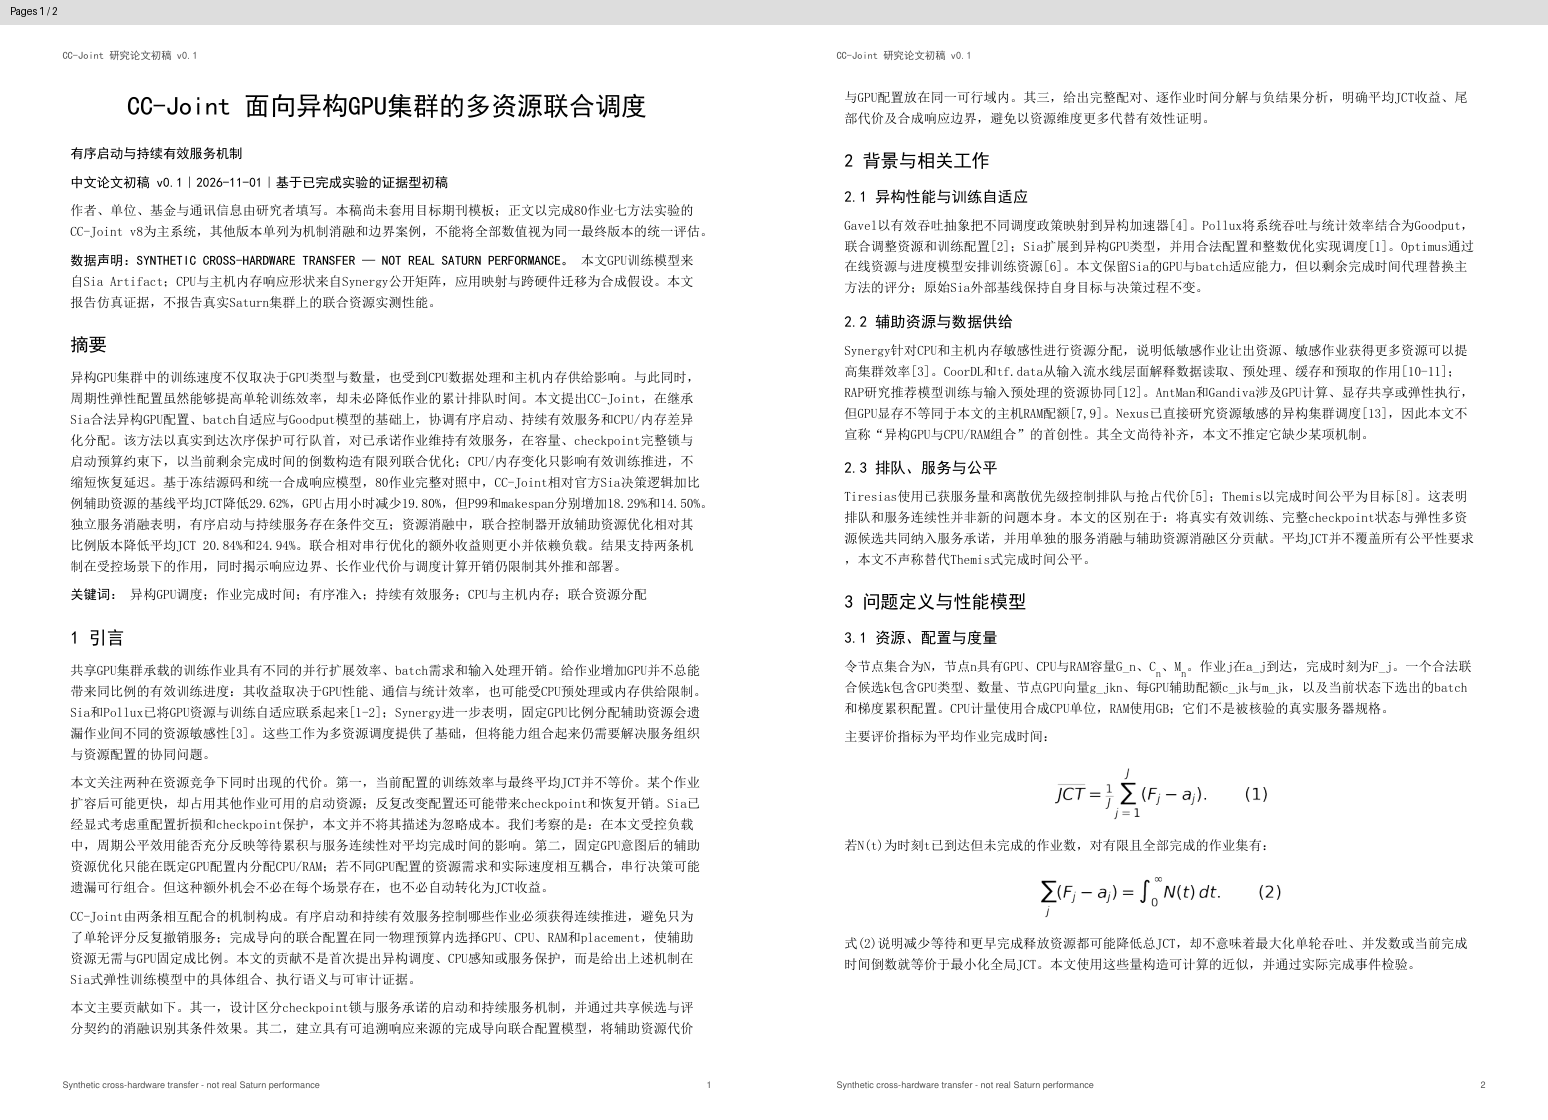 Pages 1 / 2
CC-Joint 研究论文初稿 v0.1
CC-Joint 面向异构GPU集群的多资源联合调度
有序启动与持续有效服务机制
中文论文初稿 v0.1 | 2026-11-01 | 基于已完成实验的证据型初稿
作者、单位、基金与通讯信息由研究者填写。本稿尚未套用目标期刊模板；正文以完成80作业七方法实验的
CC-Joint v8为主系统，其他版本单列为机制消融和边界案例，不能将全部数值视为同一最终版本的统一评估。
数据声明：SYNTHETIC CROSS-HARDWARE TRANSFER — NOT REAL SATURN PERFORMANCE。 本文GPU训练模型来
自Sia Artifact；CPU与主机内存响应形状来自Synergy公开矩阵，应用映射与跨硬件迁移为合成假设。本文
报告仿真证据，不报告真实Saturn集群上的联合资源实测性能。
摘要
异构GPU集群中的训练速度不仅取决于GPU类型与数量，也受到CPU数据处理和主机内存供给影响。与此同时，
周期性弹性配置虽然能够提高单轮训练效率，却未必降低作业的累计排队时间。本文提出CC-Joint，在继承
Sia合法异构GPU配置、batch自适应与Goodput模型的基础上，协调有序启动、持续有效服务和CPU/内存差异
化分配。该方法以真实到达次序保护可行队首，对已承诺作业维持有效服务，在容量、checkpoint完整锁与
启动预算约束下，以当前剩余完成时间的倒数构造有限列联合优化；CPU/内存变化只影响有效训练推进，不
缩短恢复延迟。基于冻结源码和统一合成响应模型，80作业完整对照中，CC-Joint相对官方Sia决策逻辑加比
例辅助资源的基线平均JCT降低29.62%，GPU占用小时减少19.80%，但P99和makespan分别增加18.29%和14.50%。
独立服务消融表明，有序启动与持续服务存在条件交互；资源消融中，联合控制器开放辅助资源优化相对其
比例版本降低平均JCT 20.84%和24.94%。联合相对串行优化的额外收益则更小并依赖负载。结果支持两条机
制在受控场景下的作用，同时揭示响应边界、长作业代价与调度计算开销仍限制其外推和部署。
关键词： 异构GPU调度；作业完成时间；有序准入；持续有效服务；CPU与主机内存；联合资源分配
1 引言
共享GPU集群承载的训练作业具有不同的并行扩展效率、batch需求和输入处理开销。给作业增加GPU并不总能
带来同比例的有效训练进度：其收益取决于GPU性能、通信与统计效率，也可能受CPU预处理或内存供给限制。
Sia和Pollux已将GPU资源与训练自适应联系起来[1-2]；Synergy进一步表明，固定GPU比例分配辅助资源会遗
漏作业间不同的资源敏感性[3]。这些工作为多资源调度提供了基础，但将能力组合起来仍需要解决服务组织
与资源配置的协同问题。
本文关注两种在资源竞争下同时出现的代价。第一，当前配置的训练效率与最终平均JCT并不等价。某个作业
扩容后可能更快，却占用其他作业可用的启动资源；反复改变配置还可能带来checkpoint和恢复开销。Sia已
经显式考虑重配置折损和checkpoint保护，本文并不将其描述为忽略成本。我们考察的是：在本文受控负载
中，周期公平效用能否充分反映等待累积与服务连续性对平均完成时间的影响。第二，固定GPU意图后的辅助
资源优化只能在既定GPU配置内分配CPU/RAM；若不同GPU配置的资源需求和实际速度相互耦合，串行决策可能
遗漏可行组合。但这种额外机会不必在每个场景存在，也不必自动转化为JCT收益。
CC-Joint由两条相互配合的机制构成。有序启动和持续有效服务控制哪些作业必须获得连续推进，避免只为
了单轮评分反复撤销服务；完成导向的联合配置在同一物理预算内选择GPU、CPU、RAM和placement，使辅助
资源无需与GPU固定成比例。本文的贡献不是首次提出异构调度、CPU感知或服务保护，而是给出上述机制在
Sia式弹性训练模型中的具体组合、执行语义与可审计证据。
本文主要贡献如下。其一，设计区分checkpoint锁与服务承诺的启动和持续服务机制，并通过共享候选与评
分契约的消融识别其条件效果。其二，建立具有可追溯响应来源的完成导向联合配置模型，将辅助资源代价
Synthetic cross-hardware transfer - not real Saturn performance
1
CC-Joint 研究论文初稿 v0.1
与GPU配置放在同一可行域内。其三，给出完整配对、逐作业时间分解与负结果分析，明确平均JCT收益、尾
部代价及合成响应边界，避免以资源维度更多代替有效性证明。
2 背景与相关工作
2.1 异构性能与训练自适应
Gavel以有效吞吐抽象把不同调度政策映射到异构加速器[4]。Pollux将系统吞吐与统计效率结合为Goodput，
联合调整资源和训练配置[2]；Sia扩展到异构GPU类型，并用合法配置和整数优化实现调度[1]。Optimus通过
在线资源与进度模型安排训练资源[6]。本文保留Sia的GPU与batch适应能力，但以剩余完成时间代理替换主
方法的评分；原始Sia外部基线保持自身目标与决策过程不变。
2.2 辅助资源与数据供给
Synergy针对CPU和主机内存敏感性进行资源分配，说明低敏感作业让出资源、敏感作业获得更多资源可以提
高集群效率[3]。CoorDL和tf.data从输入流水线层面解释数据读取、预处理、缓存和预取的作用[10-11]；
RAP研究推荐模型训练与输入预处理的资源协同[12]。AntMan和Gandiva涉及GPU计算、显存共享或弹性执行，
但GPU显存不等同于本文的主机RAM配额[7,9]。Nexus已直接研究资源敏感的异构集群调度[13]，因此本文不
宣称“异构GPU与CPU/RAM组合”的首创性。其全文尚待补齐，本文不推定它缺少某项机制。
2.3 排队、服务与公平
Tiresias使用已获服务量和离散优先级控制排队与抢占代价[5]；Themis以完成时间公平为目标[8]。这表明
排队和服务连续性并非新的问题本身。本文的区别在于：将真实有效训练、完整checkpoint状态与弹性多资
源候选共同纳入服务承诺，并用单独的服务消融与辅助资源消融区分贡献。平均JCT并不覆盖所有公平性要求
，本文不声称替代Themis式完成时间公平。
3 问题定义与性能模型
3.1 资源、配置与度量
令节点集合为N，节点n具有GPU、CPU与RAM容量G_n、C_n、M_n。作业j在a_j到达，完成时刻为F_j。一个合法联
合候选k包含GPU类型、数量、节点GPU向量g_jkn、每GPU辅助配额c_jk与m_jk，以及当前状态下选出的batch
和梯度累积配置。CPU计量使用合成CPU单位，RAM使用GB；它们不是被核验的真实服务器规格。
主要评价指标为平均作业完成时间：
\overline{JCT} = \frac{1}{J} \sum_{j=1}^{J} (F_j − a_j). (1)
若N(t)为时刻t已到达但未完成的作业数，对有限且全部完成的作业集有：
\sum_{j} (F_j − a_j) = \int_0^∞ N(t) dt. (2)
式(2)说明减少等待和更早完成释放资源都可能降低总JCT，却不意味着最大化单轮吞吐、并发数或当前完成
时间倒数就等价于最小化全局JCT。本文使用这些量构造可计算的近似，并通过实际完成事件检验。
Synthetic cross-hardware transfer - not real Saturn performance
2